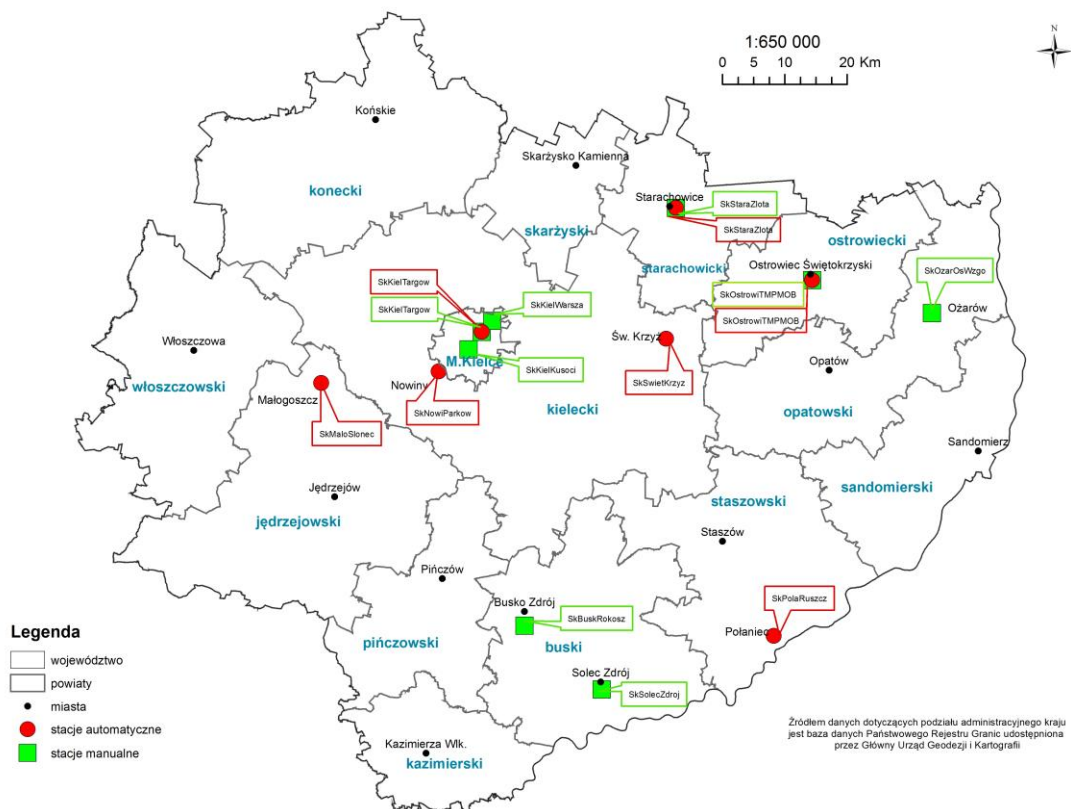 N
1:650 000
0 5 10 20 Km
Końskie
Skarżysko Kamienna
konecki
Starachowice
SkStaraZlota
SkStaraZlota
skarżyski
ostrowiecki
starachowicki
Ostrowiec Świętokrzyski
SkOzarOsWzgo
SkKielTargow
SkKielTargow
SkKielWarsza
SkOstrowiTMPMOB
SkOstrowiTMPMOB
Ożarów
Włoszczowa
Św. Krzyż
M.Kielce
SkKielKusoci
Opatów
włoszczowski
Małogoszcz
Nowiny
SkSwietKrzyz
SkNowiParkow
kielecki
opatowski
SkMaloSlonec
Sandomierz
Jędrzejów
staszowski
sandomierski
jędrzejowski
Staszów
Pińczów
SkPolaRuszcz
Busko Zdrój
SkBuskRokosz
Połaniec
pińczowski
buski
Solec Zdrój
SkSolecZdroj
Kazimierza Wlk.
kazimierski
Legenda
województwo
powiaty
miasta
stacje automatyczne
stacje manualne
Źródłem danych dotyczących podziału administracyjnego kraju
jest baza danych Państwowego Rejestru Granic udostępniona
przez Główny Urząd Geodezji i Kartografii